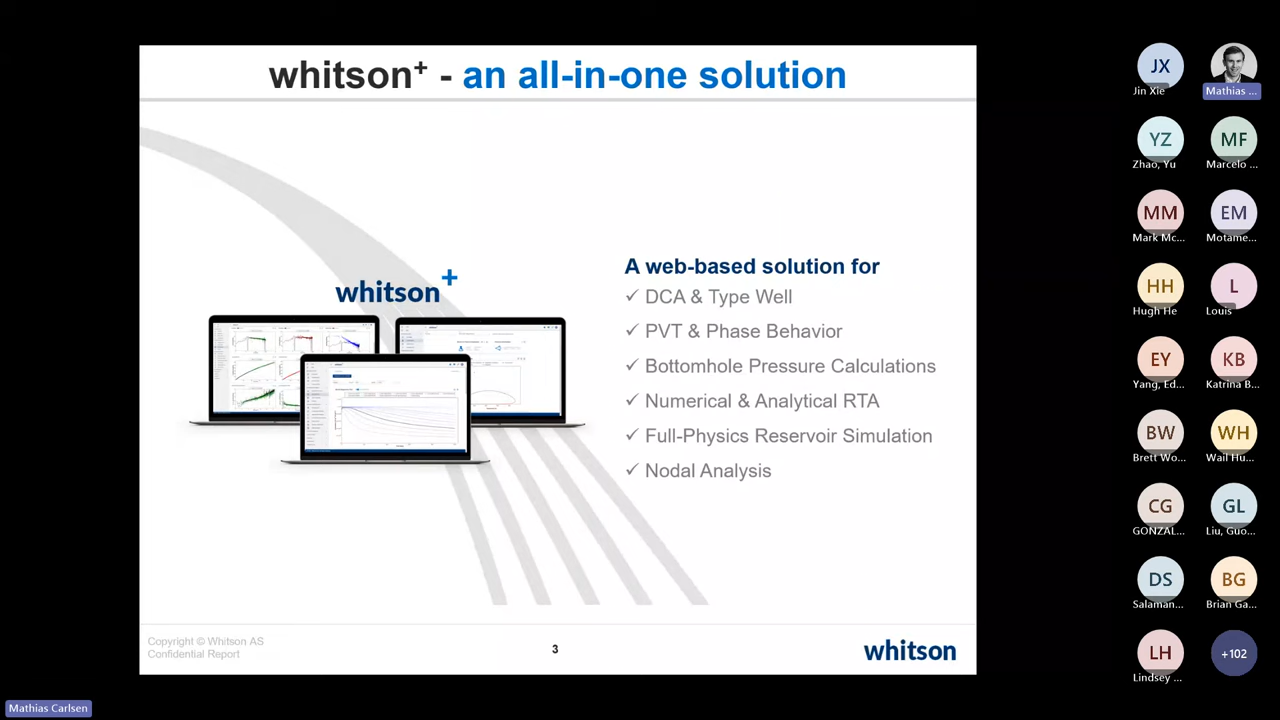 whitson+ - an all-in-one solution
whitson+
A web-based solution for
✓ DCA & Type Well
✓ PVT & Phase Behavior
✓ Bottomhole Pressure Calculations
✓ Numerical & Analytical RTA
✓ Full-Physics Reservoir Simulation
✓ Nodal Analysis
Copyright © Whitson AS
Confidential Report
3
whitson
JX
Jin Xie
Mathias ...
YZ
Zhao, Yu
MF
Marcelo ...
MM
Mark Mc...
EM
Motame...
HH
Hugh He
L
Louis
EY
Yang, Ed...
KB
Katrina B...
BW
Brett Wo...
WH
Wail Hu...
CG
GONZAL...
GL
Liu, Guo...
DS
Salaman...
BG
Brian Ga...
LH
Lindsey ...
+102
Mathias Carlsen